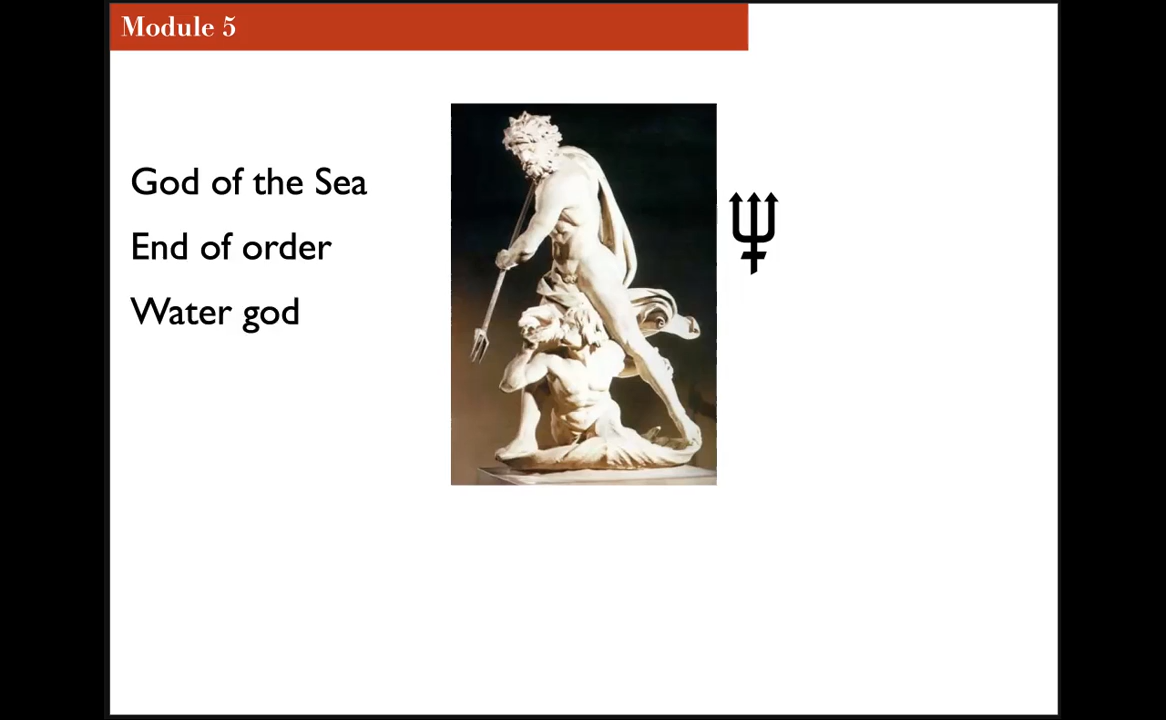 Module 5
God of the Sea
End of order
Water god